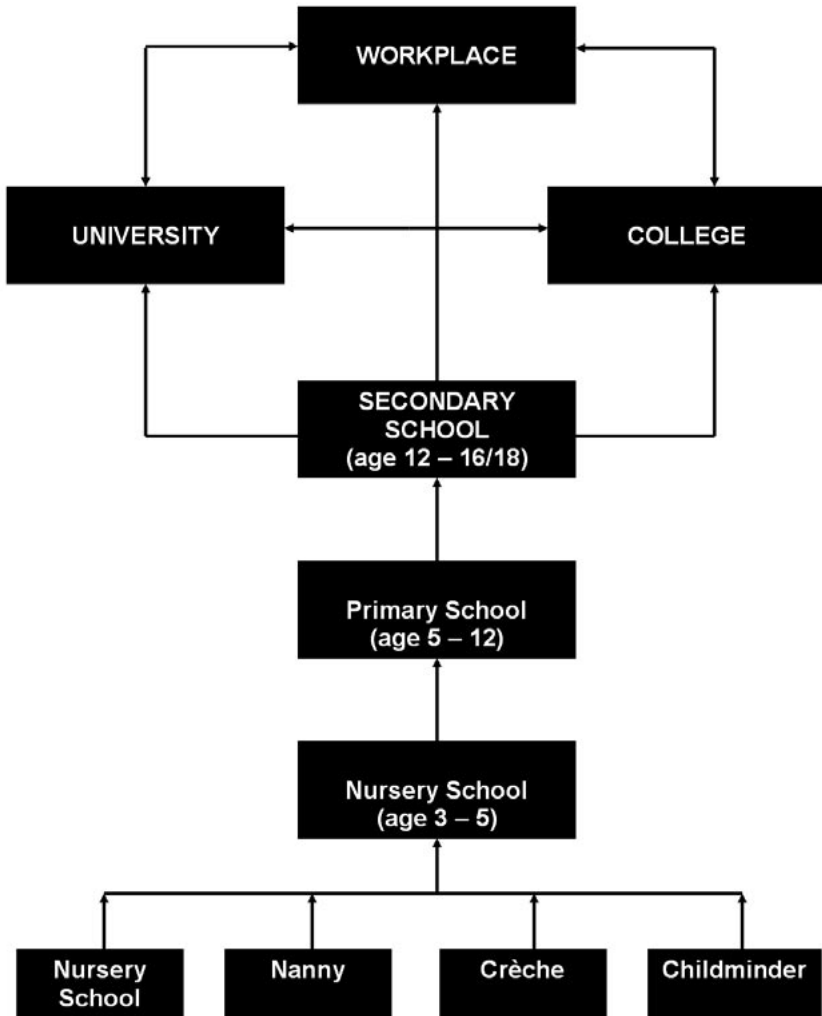 WORKPLACE
UNIVERSITY
COLLEGE
SECONDARY
SCHOOL
(age 12 – 16/18)
Primary School
(age 5 – 12)
Nursery School
(age 3 – 5)
Nursery
School
Nanny
Crèche
Childminder